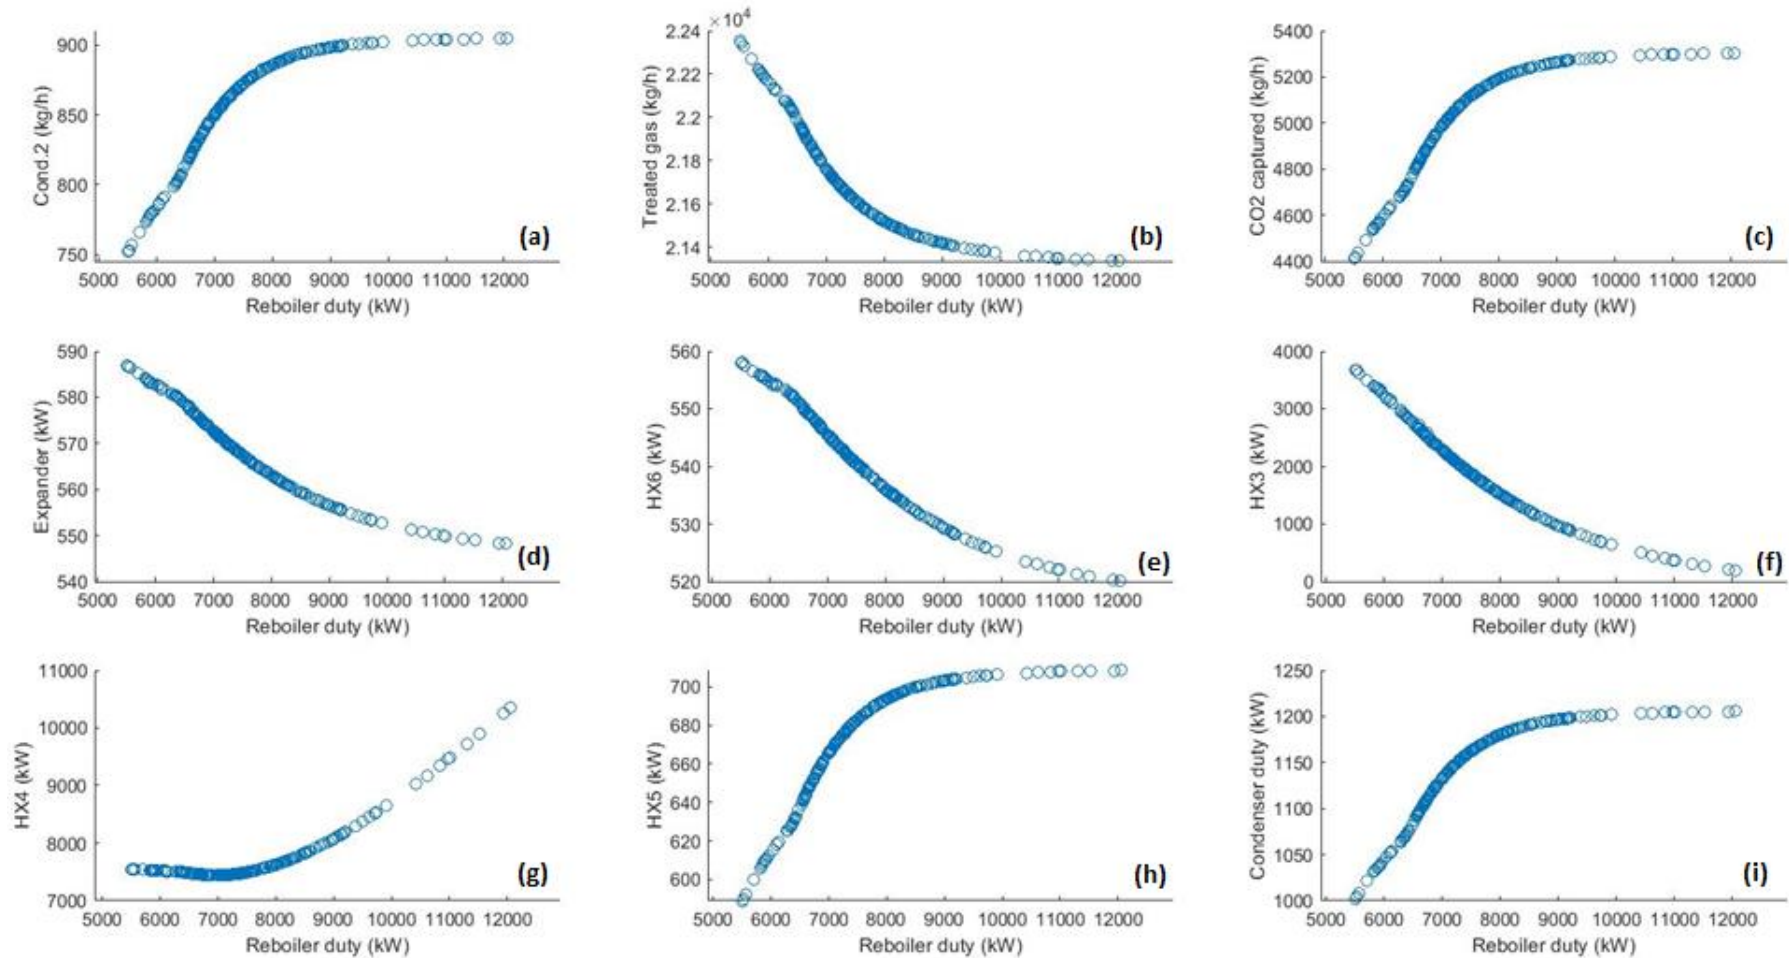 Cond.2 (kg/h)
900
850
800
750
5000 6000 7000 8000 9000 10000 11000 12000
Reboiler duty (kW)
(a)
×10⁴
Treated gas (kg/h)
2.24
2.22
2.2
2.18
2.16
2.14
5000 6000 7000 8000 9000 10000 11000 12000
Reboiler duty (kW)
(b)
CO2 captured (kg/h)
5400
5200
5000
4800
4600
4400
5000 6000 7000 8000 9000 10000 11000 12000
Reboiler duty (kW)
(c)
Expander (kW)
590
580
570
560
550
540
5000 6000 7000 8000 9000 10000 11000 12000
Reboiler duty (kW)
(d)
HX6 (kW)
560
550
540
530
520
5000 6000 7000 8000 9000 10000 11000 12000
Reboiler duty (kW)
(e)
HX3 (kW)
4000
3000
2000
1000
0
5000 6000 7000 8000 9000 10000 11000 12000
Reboiler duty (kW)
(f)
HX4 (kW)
11000
10000
9000
8000
7000
5000 6000 7000 8000 9000 10000 11000 12000
Reboiler duty (kW)
(g)
HX5 (kW)
700
680
660
640
620
600
5000 6000 7000 8000 9000 10000 11000 12000
Reboiler duty (kW)
(h)
Condenser duty (kW)
1250
1200
1150
1100
1050
1000
5000 6000 7000 8000 9000 10000 11000 12000
Reboiler duty (kW)
(i)